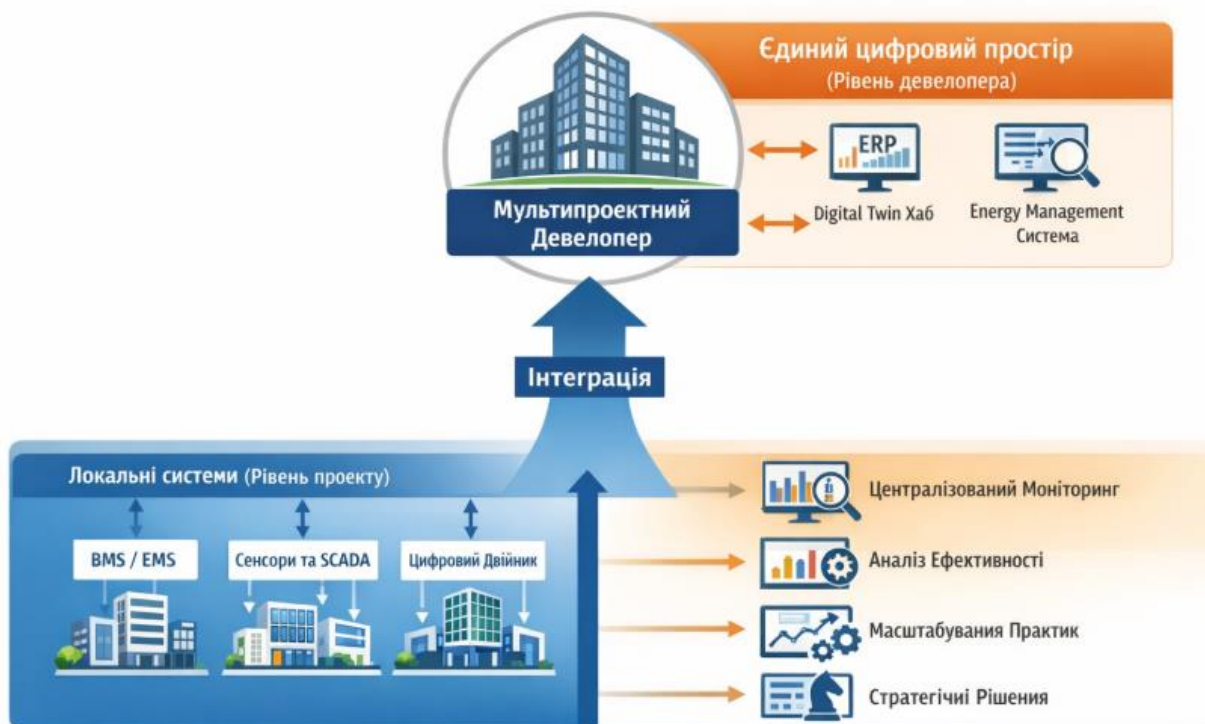 Єдиний цифровий простір
(Рівень девелопера)
ERP
Digital Twin Хаб
Energy Management
Система
Мультипроектний
Девелопер
Інтеграція
Локальні системи (Рівень проекту)
BMS / EMS
Сенсори та SCADA
Цифровий Двійник
Централізований Моніторинг
Аналіз Ефективності
Масштабування Практик
Стратегічні Рішення